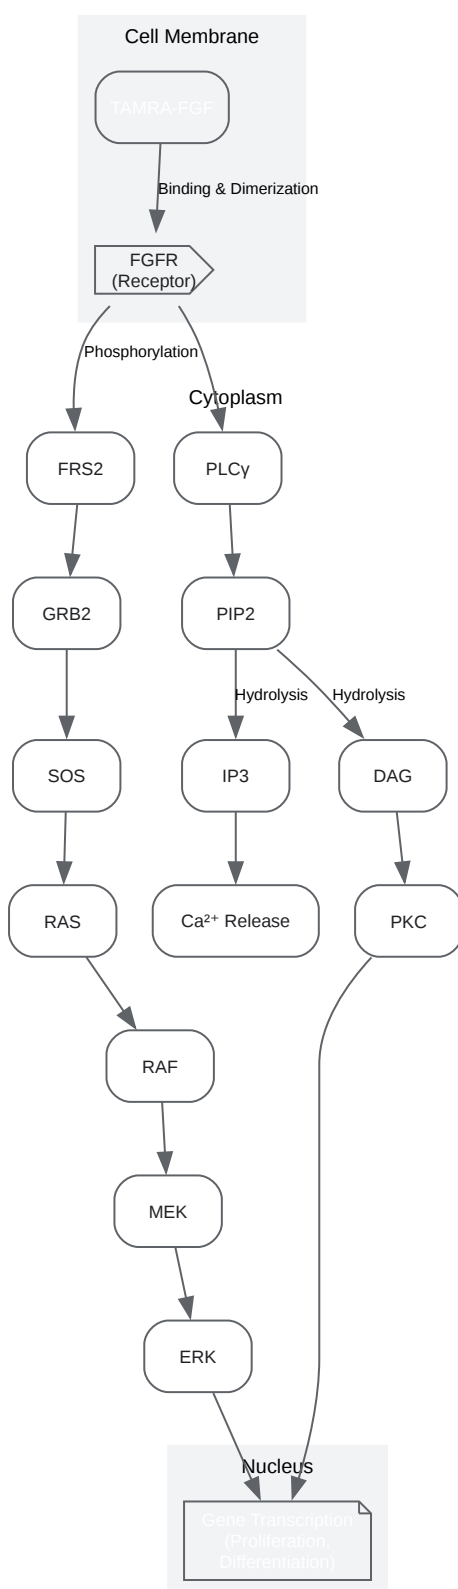 Cell Membrane
TAMRA-FGF
Binding & Dimerization
FGFR
(Receptor)
Phosphorylation
Cytoplasm
FRS2
PLCγ
GRB2
PIP2
Hydrolysis
Hydrolysis
SOS
IP3
DAG
RAS
Ca²⁺ Release
PKC
RAF
MEK
ERK
Nucleus
Gene Transcription
(Proliferation,
Differentiation)